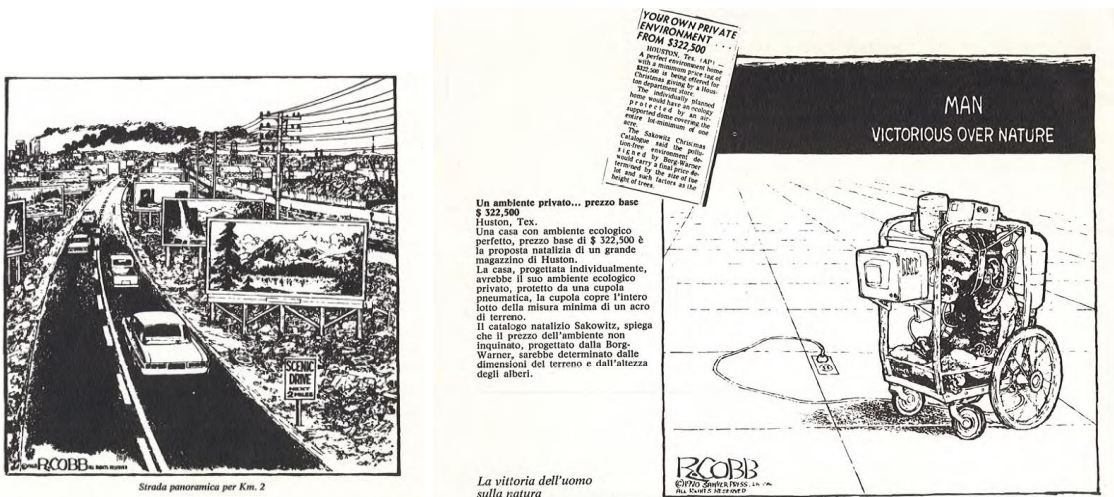 SCENIC
DRIVE
NEXT
2 MILES
©1968 R.COBB ALL RIGHTS RESERVED
Strada panoramica per Km. 2
YOUR OWN PRIVATE
ENVIRONMENT . . .
FROM $322,500
HOUSTON, Tex. (AP) —
A perfect environment home
with a minimum price tag of
$322,500 is being offered for
Christmas giving by a Hous-
ton department store.
The individually planned
home would have an ecology
protected by an air-
supported dome covering the
entire lot-minimum of one
acre.
The Sakowitz Christmas
Catalogue said the pollu-
tion-free environment de-
signed by Borg-Warner
would carry a final price de-
termined by the size of the
lot and such factors as the
height of trees.
Un ambiente privato... prezzo base
$ 322,500
Huston, Tex.
Una casa con ambiente ecologico
perfetto, prezzo base di $ 322,500 è
la proposta natalizia di un grande
magazzino di Huston.
La casa, progettata individualmente,
avrebbe il suo ambiente ecologico
privato, protetto da una cupola
pneumatica, la cupola copre l'intero
lotto della misura minima di un acro
di terreno.
Il catalogo natalizio Sakowitz, spiega
che il prezzo dell'ambiente non
inquinato, progettato dalla Borg-
Warner, sarebbe determinato dalle
dimensioni del terreno e dall'altezza
degli alberi.
La vittoria dell'uomo
sulla natura
MAN
VICTORIOUS OVER NATURE
R.COBB
©1970 SAWYER PRESS
ALL RIGHTS RESERVED